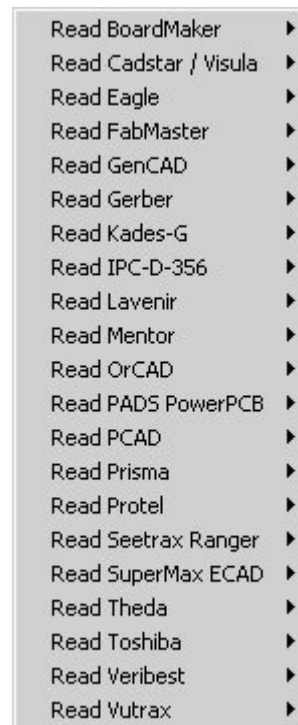 Read BoardMaker
Read Cadstar / Visula
Read Eagle
Read FabMaster
Read GenCAD
Read Gerber
Read Kades-G
Read IPC-D-356
Read Lavenir
Read Mentor
Read OrCAD
Read PADS PowerPCB
Read PCAD
Read Prisma
Read Protel
Read Seetrax Ranger
Read SuperMax ECAD
Read Theda
Read Toshiba
Read Veribest
Read Vutrax